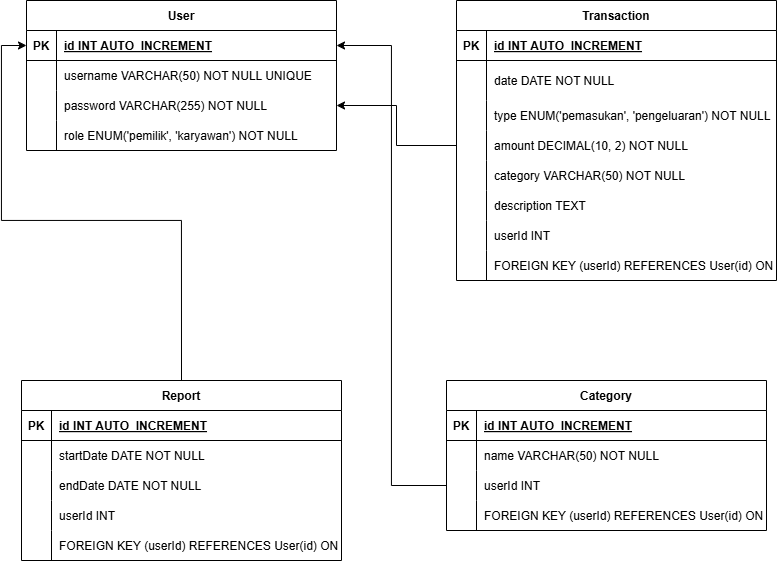 User
PK id INT AUTO_INCREMENT
username VARCHAR(50) NOT NULL UNIQUE
password VARCHAR(255) NOT NULL
role ENUM('pemilik', 'karyawan') NOT NULL
Transaction
PK id INT AUTO_INCREMENT
date DATE NOT NULL
type ENUM('pemasukan', 'pengeluaran') NOT NULL
amount DECIMAL(10, 2) NOT NULL
category VARCHAR(50) NOT NULL
description TEXT
userId INT
FOREIGN KEY (userId) REFERENCES User(id) ON
Report
PK id INT AUTO_INCREMENT
startDate DATE NOT NULL
endDate DATE NOT NULL
userId INT
FOREIGN KEY (userId) REFERENCES User(id) ON
Category
PK id INT AUTO_INCREMENT
name VARCHAR(50) NOT NULL
userId INT
FOREIGN KEY (userId) REFERENCES User(id) ON